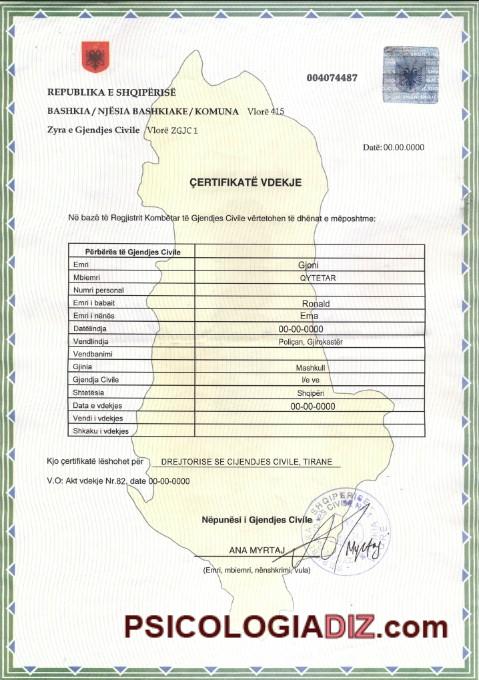 004074487
REPUBLIKA E SHQIPËRISË
BASHKIA / NJËSIA BASHKIAKE / KOMUNA Vlorë 415
Zyra e Gjendjes Civile Vlorë ZGJC 1
Datë: 00.00.0000
ÇERTIFIKATË VDEKJE
Në bazë të Regjistrit Kombëtar të Gjendjes Civile vërtetohen të dhënat e mëposhtme:
Përbërës të Gjendjes Civile
Emri Gjoni
Mbiemri QYTETAR
Numri personal
Emri i babait Ronald
Emri i nënës Ema
Datëlindja 00-00-0000
Vendlindja Poliçan, Gjirokastër
Vendbanimi
Gjinia Mashkull
Gjendja Civile I/e ve
Shtetësia Shqipëri
Data e vdekjes 00-00-0000
Vendi i vdekjes
Shkaku i vdekjes
Kjo çertifikatë lëshohet për DREJTORISE SE CIJENDJES CIVILE, TIRANE
V.O: Akt vdekje Nr.82, date 00-00-0000
Nëpunësi i Gjendjes Civile
ANA MYRTAJ Myrtaj
(Emri, mbiemri, nënshkrimi, vula)
PSICOLOGIADIZ.com